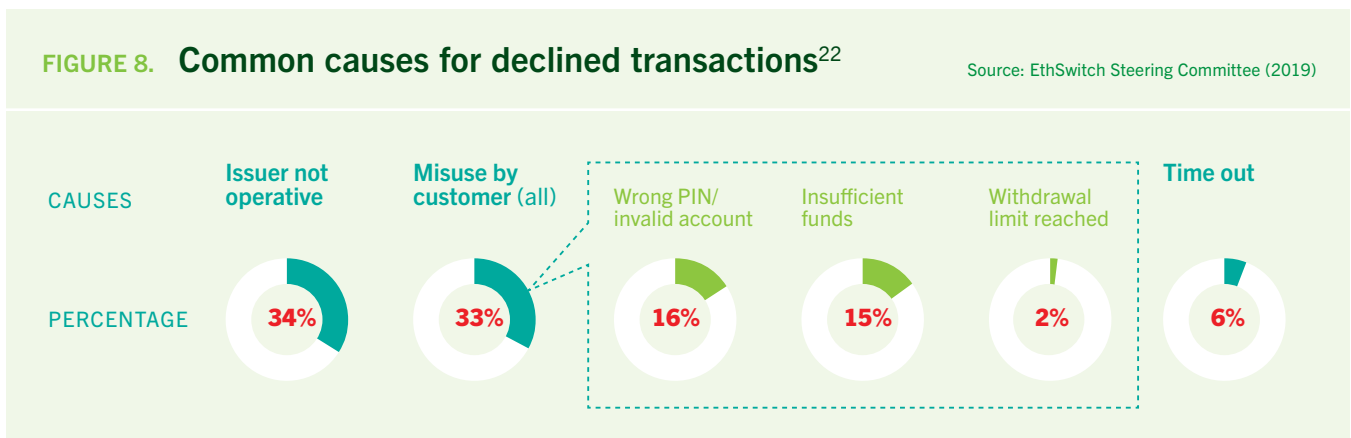 FIGURE 8. Common causes for declined transactions22
Source: EthSwitch Steering Committee (2019)
CAUSES
Issuer not
operative
Misuse by
customer (all)
Wrong PIN/
invalid account
Insufficient
funds
Withdrawal
limit reached
Time out
PERCENTAGE
34%
33%
16%
15%
2%
6%